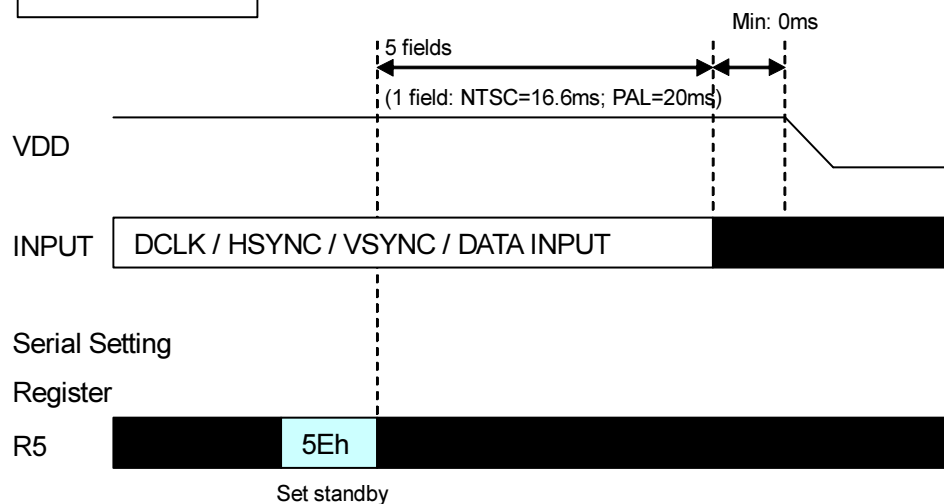 Min: 0ms
5 fields
(1 field: NTSC=16.6ms; PAL=20ms)
VDD
INPUT DCLK / HSYNC / VSYNC / DATA INPUT
Serial Setting
Register
R5 5Eh
Set standby